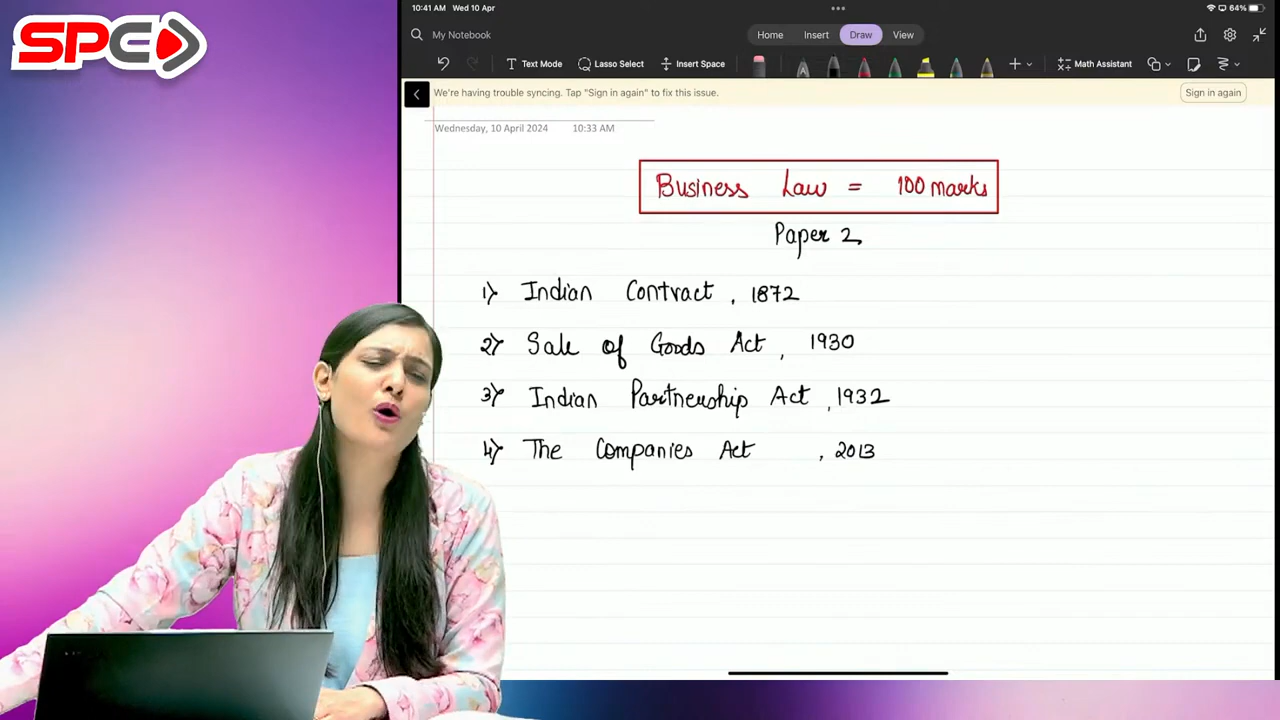 SPC
10:41 AM Wed 10 Apr
64%
My Notebook
Home Insert Draw View
Text Mode Lasso Select Insert Space Math Assistant
We're having trouble syncing. Tap "Sign in again" to fix this issue. Sign in again
Wednesday, 10 April 2024 10:33 AM
Business Law = 100 marks
Paper 2
1) Indian Contract , 1872
2) Sale of Goods Act , 1930
3) Indian Partnership Act , 1932
4) The Companies Act , 2013